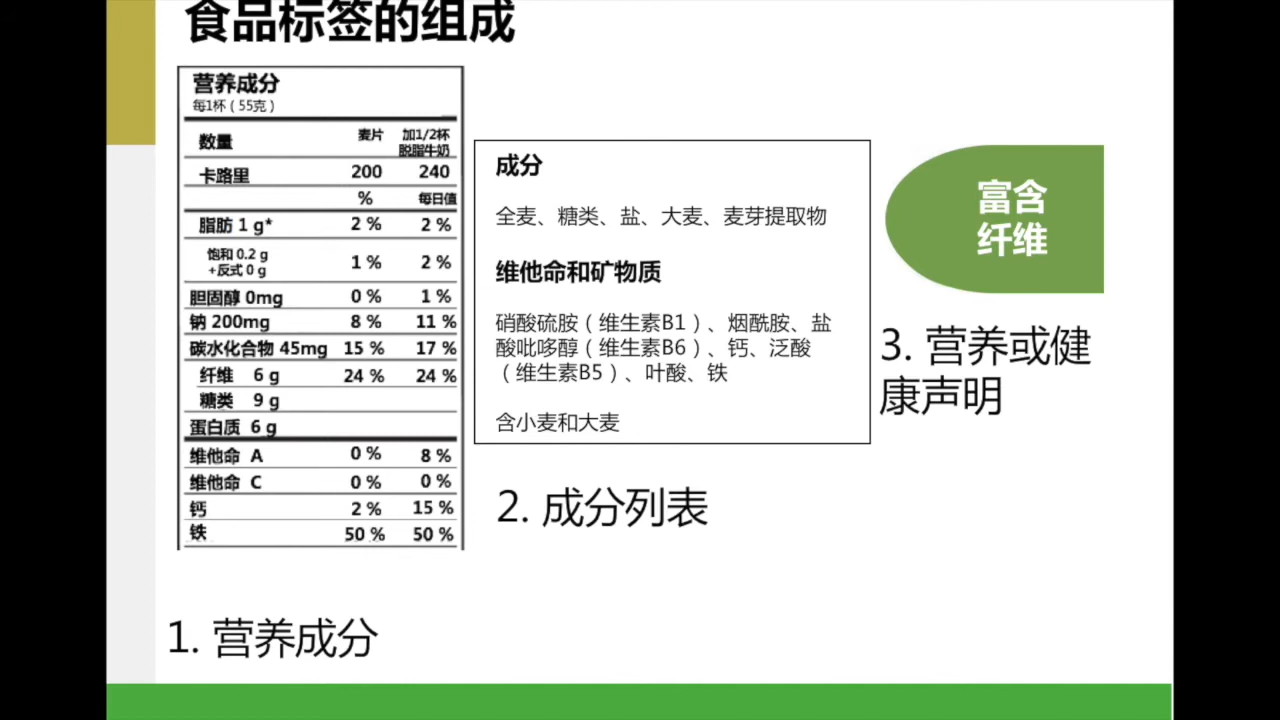 食品标签的组成
营养成分
每1杯（55克）
数量 麦片 加1/2杯
脱脂牛奶
卡路里 200 240
% 每日值
脂肪 1 g* 2 % 2 %
饱和 0.2 g
+反式 0 g 1 % 2 %
胆固醇 0mg 0 % 1 %
钠 200mg 8 % 11 %
碳水化合物 45mg 15 % 17 %
纤维 6 g 24 % 24 %
糖类 9 g
蛋白质 6 g
维他命 A 0 % 8 %
维他命 C 0 % 0 %
钙 2 % 15 %
铁 50 % 50 %
1. 营养成分
成分
全麦、糖类、盐、大麦、麦芽提取物
维他命和矿物质
硝酸硫胺（维生素B1）、烟酰胺、盐
酸吡哆醇（维生素B6）、钙、泛酸
（维生素B5）、叶酸、铁
含小麦和大麦
2. 成分列表
富含
纤维
3. 营养或健
康声明